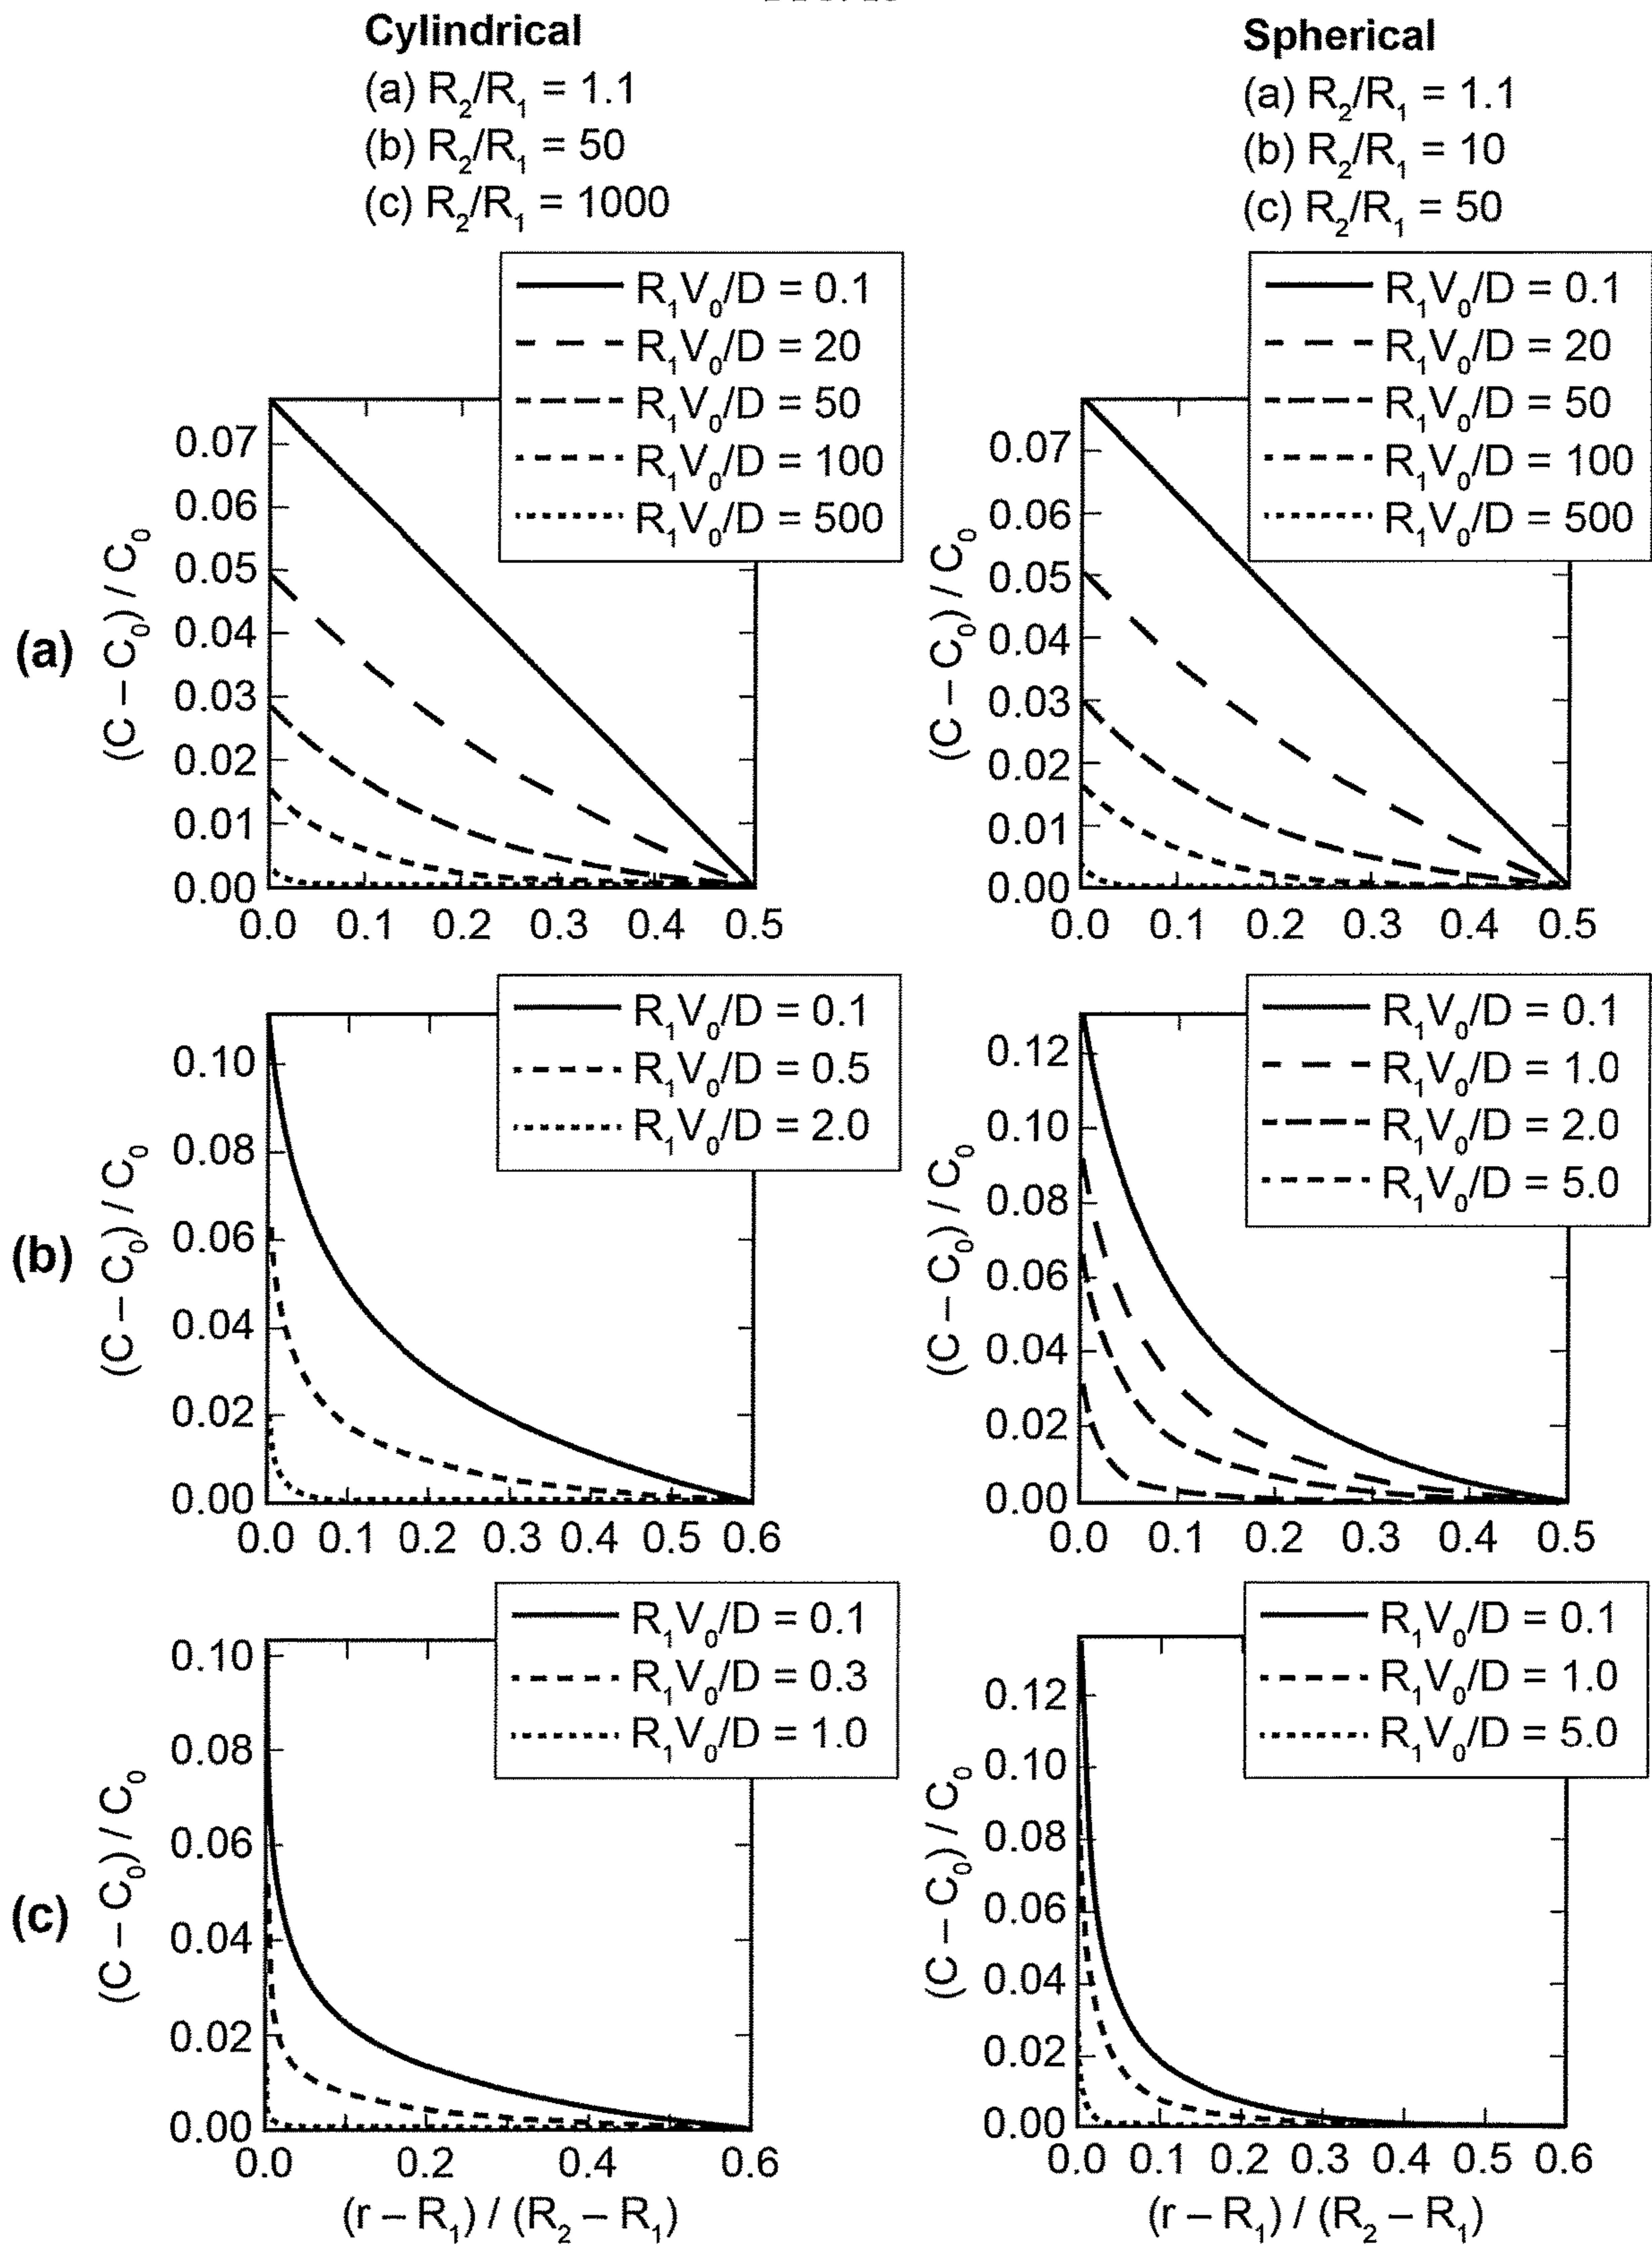 Cylindrical
(a) R₂/R₁ = 1.1
(b) R₂/R₁ = 50
(c) R₂/R₁ = 1000
Spherical
(a) R₂/R₁ = 1.1
(b) R₂/R₁ = 10
(c) R₂/R₁ = 50
(a)
R₁V₀/D = 0.1
R₁V₀/D = 20
R₁V₀/D = 50
R₁V₀/D = 100
R₁V₀/D = 500
(C – C₀) / C₀
0.07
0.06
0.05
0.04
0.03
0.02
0.01
0.00
0.0 0.1 0.2 0.3 0.4 0.5
R₁V₀/D = 0.1
R₁V₀/D = 20
R₁V₀/D = 50
R₁V₀/D = 100
R₁V₀/D = 500
(C – C₀) / C₀
0.07
0.06
0.05
0.04
0.03
0.02
0.01
0.00
0.0 0.1 0.2 0.3 0.4 0.5
(b)
R₁V₀/D = 0.1
R₁V₀/D = 0.5
R₁V₀/D = 2.0
(C – C₀) / C₀
0.10
0.08
0.06
0.04
0.02
0.00
0.0 0.1 0.2 0.3 0.4 0.5 0.6
R₁V₀/D = 0.1
R₁V₀/D = 1.0
R₁V₀/D = 2.0
R₁V₀/D = 5.0
(C – C₀) / C₀
0.12
0.10
0.08
0.06
0.04
0.02
0.00
0.0 0.1 0.2 0.3 0.4 0.5
(c)
R₁V₀/D = 0.1
R₁V₀/D = 0.3
R₁V₀/D = 1.0
(C – C₀) / C₀
0.10
0.08
0.06
0.04
0.02
0.00
0.0 0.2 0.4 0.6
(r – R₁) / (R₂ – R₁)
R₁V₀/D = 0.1
R₁V₀/D = 1.0
R₁V₀/D = 5.0
(C – C₀) / C₀
0.12
0.10
0.08
0.06
0.04
0.02
0.00
0.0 0.1 0.2 0.3 0.4 0.5 0.6
(r – R₁) / (R₂ – R₁)